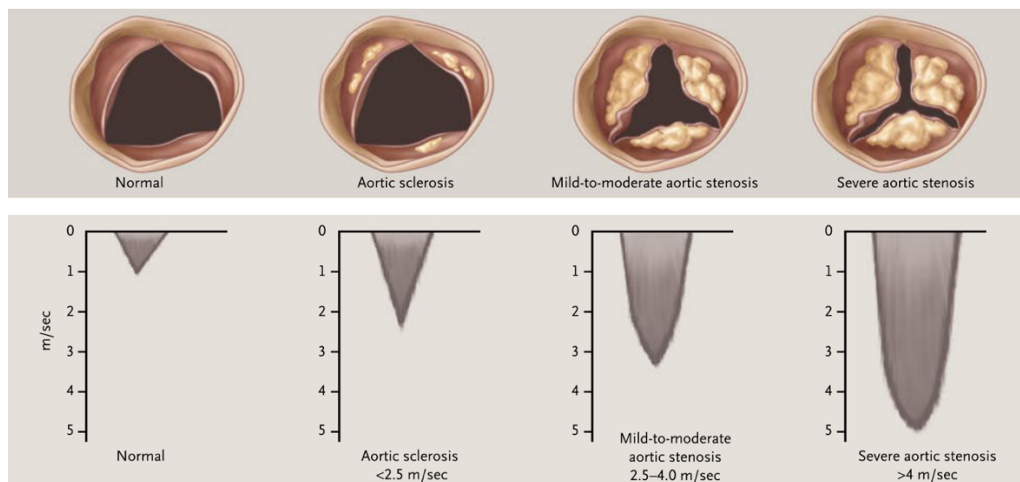 Normal
Aortic sclerosis
Mild-to-moderate aortic stenosis
Severe aortic stenosis
m/sec
0
1
2
3
4
5
Normal
0
1
2
3
4
5
Aortic sclerosis
<2.5 m/sec
0
1
2
3
4
5
Mild-to-moderate
aortic stenosis
2.5–4.0 m/sec
0
1
2
3
4
5
Severe aortic stenosis
>4 m/sec